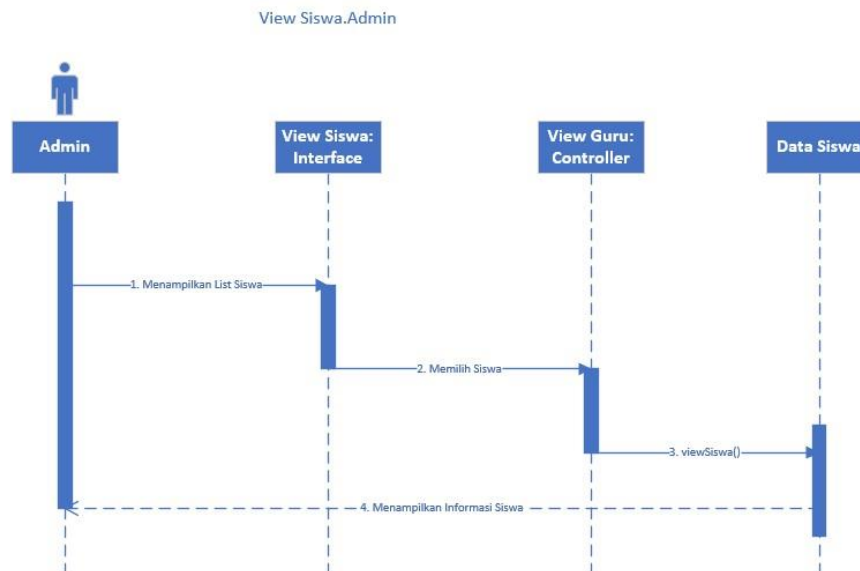 View Siswa.Admin
Admin
View Siswa:
Interface
View Guru:
Controller
Data Siswa
1. Menampilkan List Siswa
2. Memilih Siswa
3. viewSiswa()
4. Menampilkan Informasi Siswa